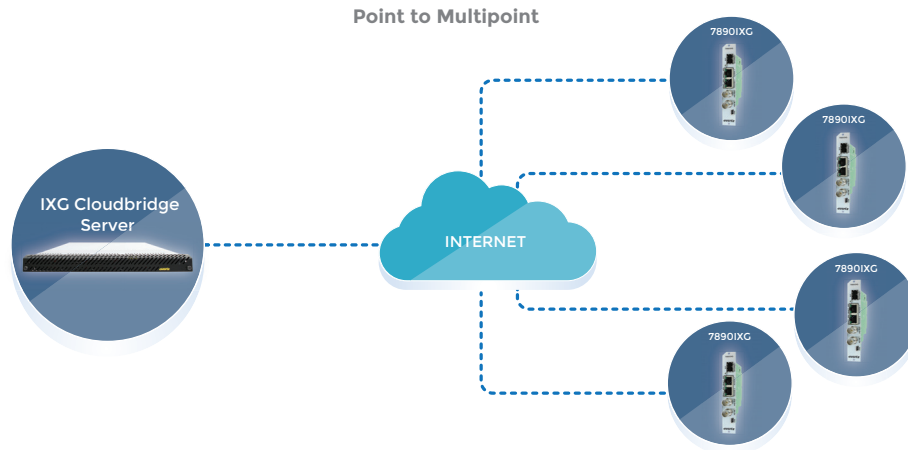 Point to Multipoint
7890IXG
7890IXG
IXG Cloudbridge
Server
INTERNET
7890IXG
7890IXG